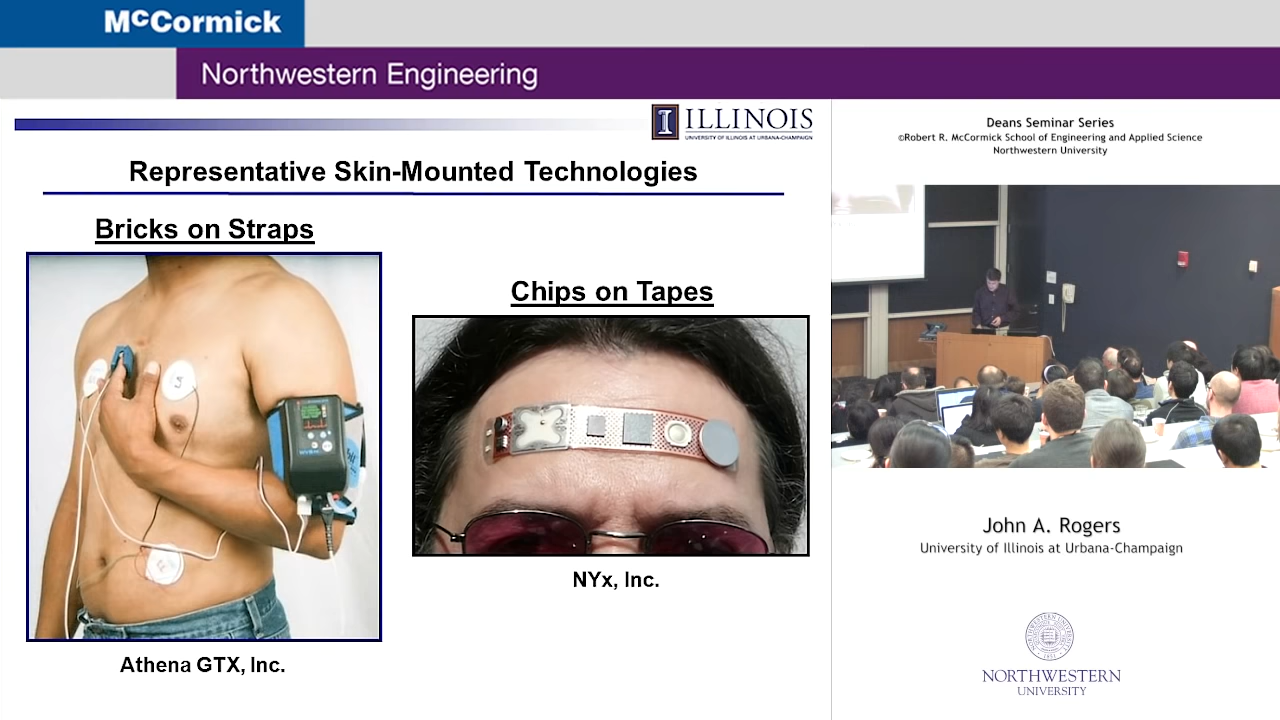 McCormick
Northwestern Engineering
ILLINOIS
UNIVERSITY OF ILLINOIS AT URBANA-CHAMPAIGN
Representative Skin-Mounted Technologies
Bricks on Straps
Chips on Tapes
NYx, Inc.
Athena GTX, Inc.
Deans Seminar Series
©Robert R. McCormick School of Engineering and Applied Science
Northwestern University
John A. Rogers
University of Illinois at Urbana-Champaign
NORTHWESTERN
UNIVERSITY